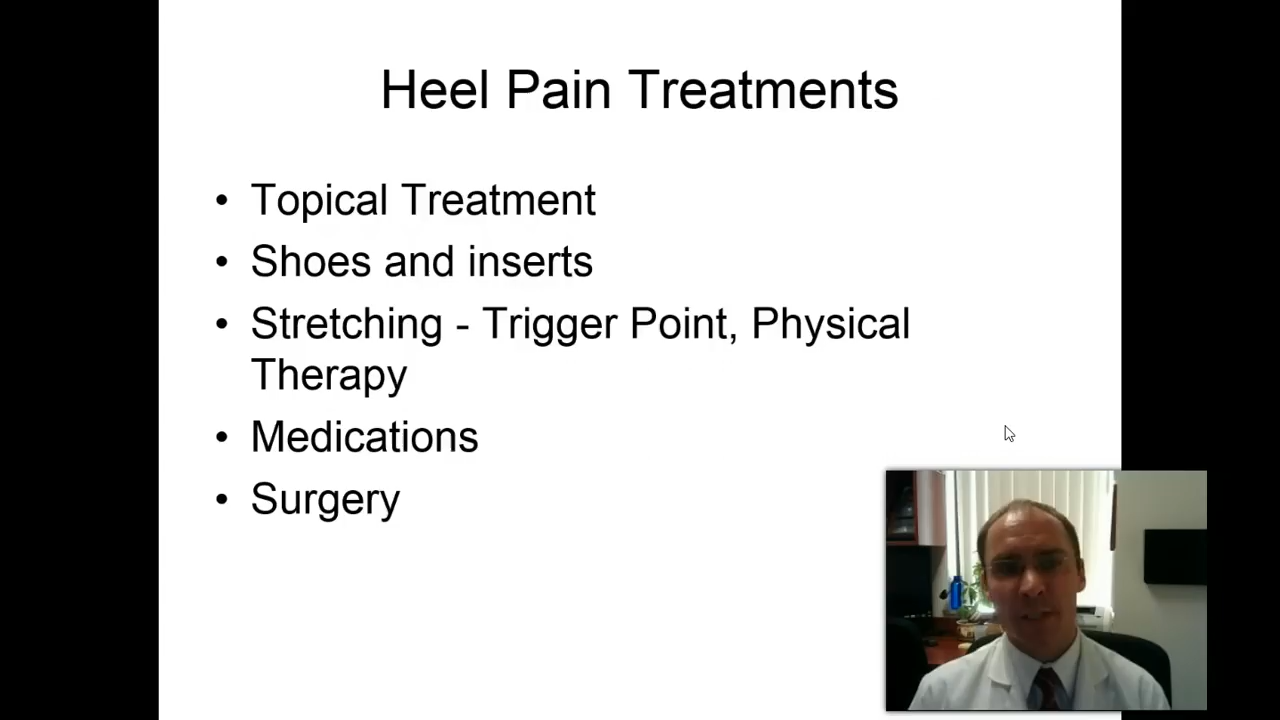 Heel Pain Treatments
• Topical Treatment
• Shoes and inserts
• Stretching - Trigger Point, Physical
Therapy
• Medications
• Surgery